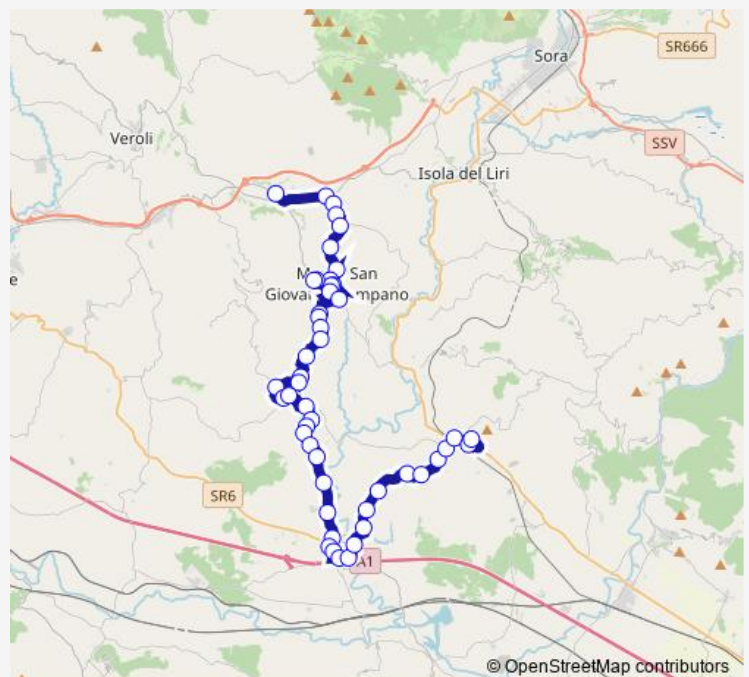 Sora
SR666
Veroli
SSV
Isola del Liri
M San
Giova mpano
e
SR6
A1
© OpenStreetMap contributors